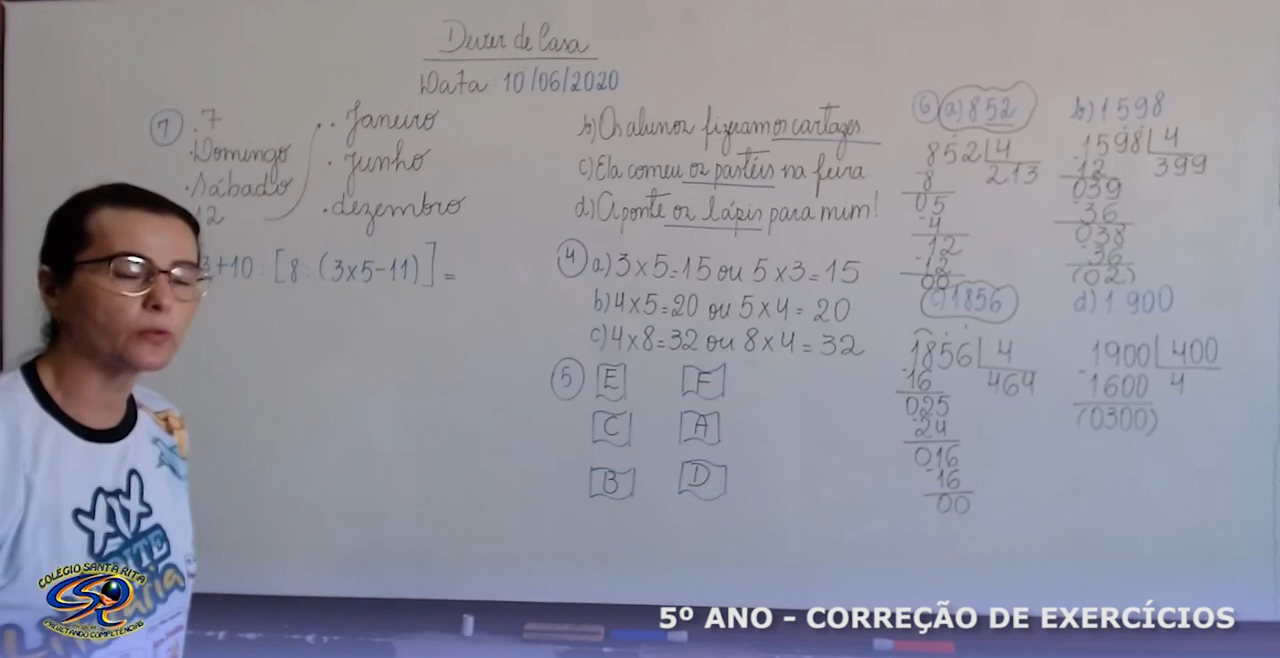 Dever de Casa
Data 10/06/2020
7 . 7
. Domingo
. Sábado
12
. . Janeiro
. Junho
. dezembro
3+10 : [8 : (3x5-11)] =
b) Os alunos fizeram os cartazes
c) Ela comeu os pastéis na feira
d) Aponte os lápis para mim!
4 a) 3x5=15 ou 5x3=15
b) 4x5=20 ou 5x4=20
c) 4x8=32 ou 8x4=32
5 E F
C A
B D
6 a) 852
852 4
-8 213
05
-4
12
-12
00
b) 1598
1598 4
-12 399
039
-36
038
-36
(02)
c) 1856
1856 4
-16 464
025
-24
016
-16
00
d) 1900
1900 400
-1600 4
(0300)
XIX
COLÉGIO SANTA RITA
PROJETANDO COMPETÊNCIAS
5º ANO - CORREÇÃO DE EXERCÍCIOS